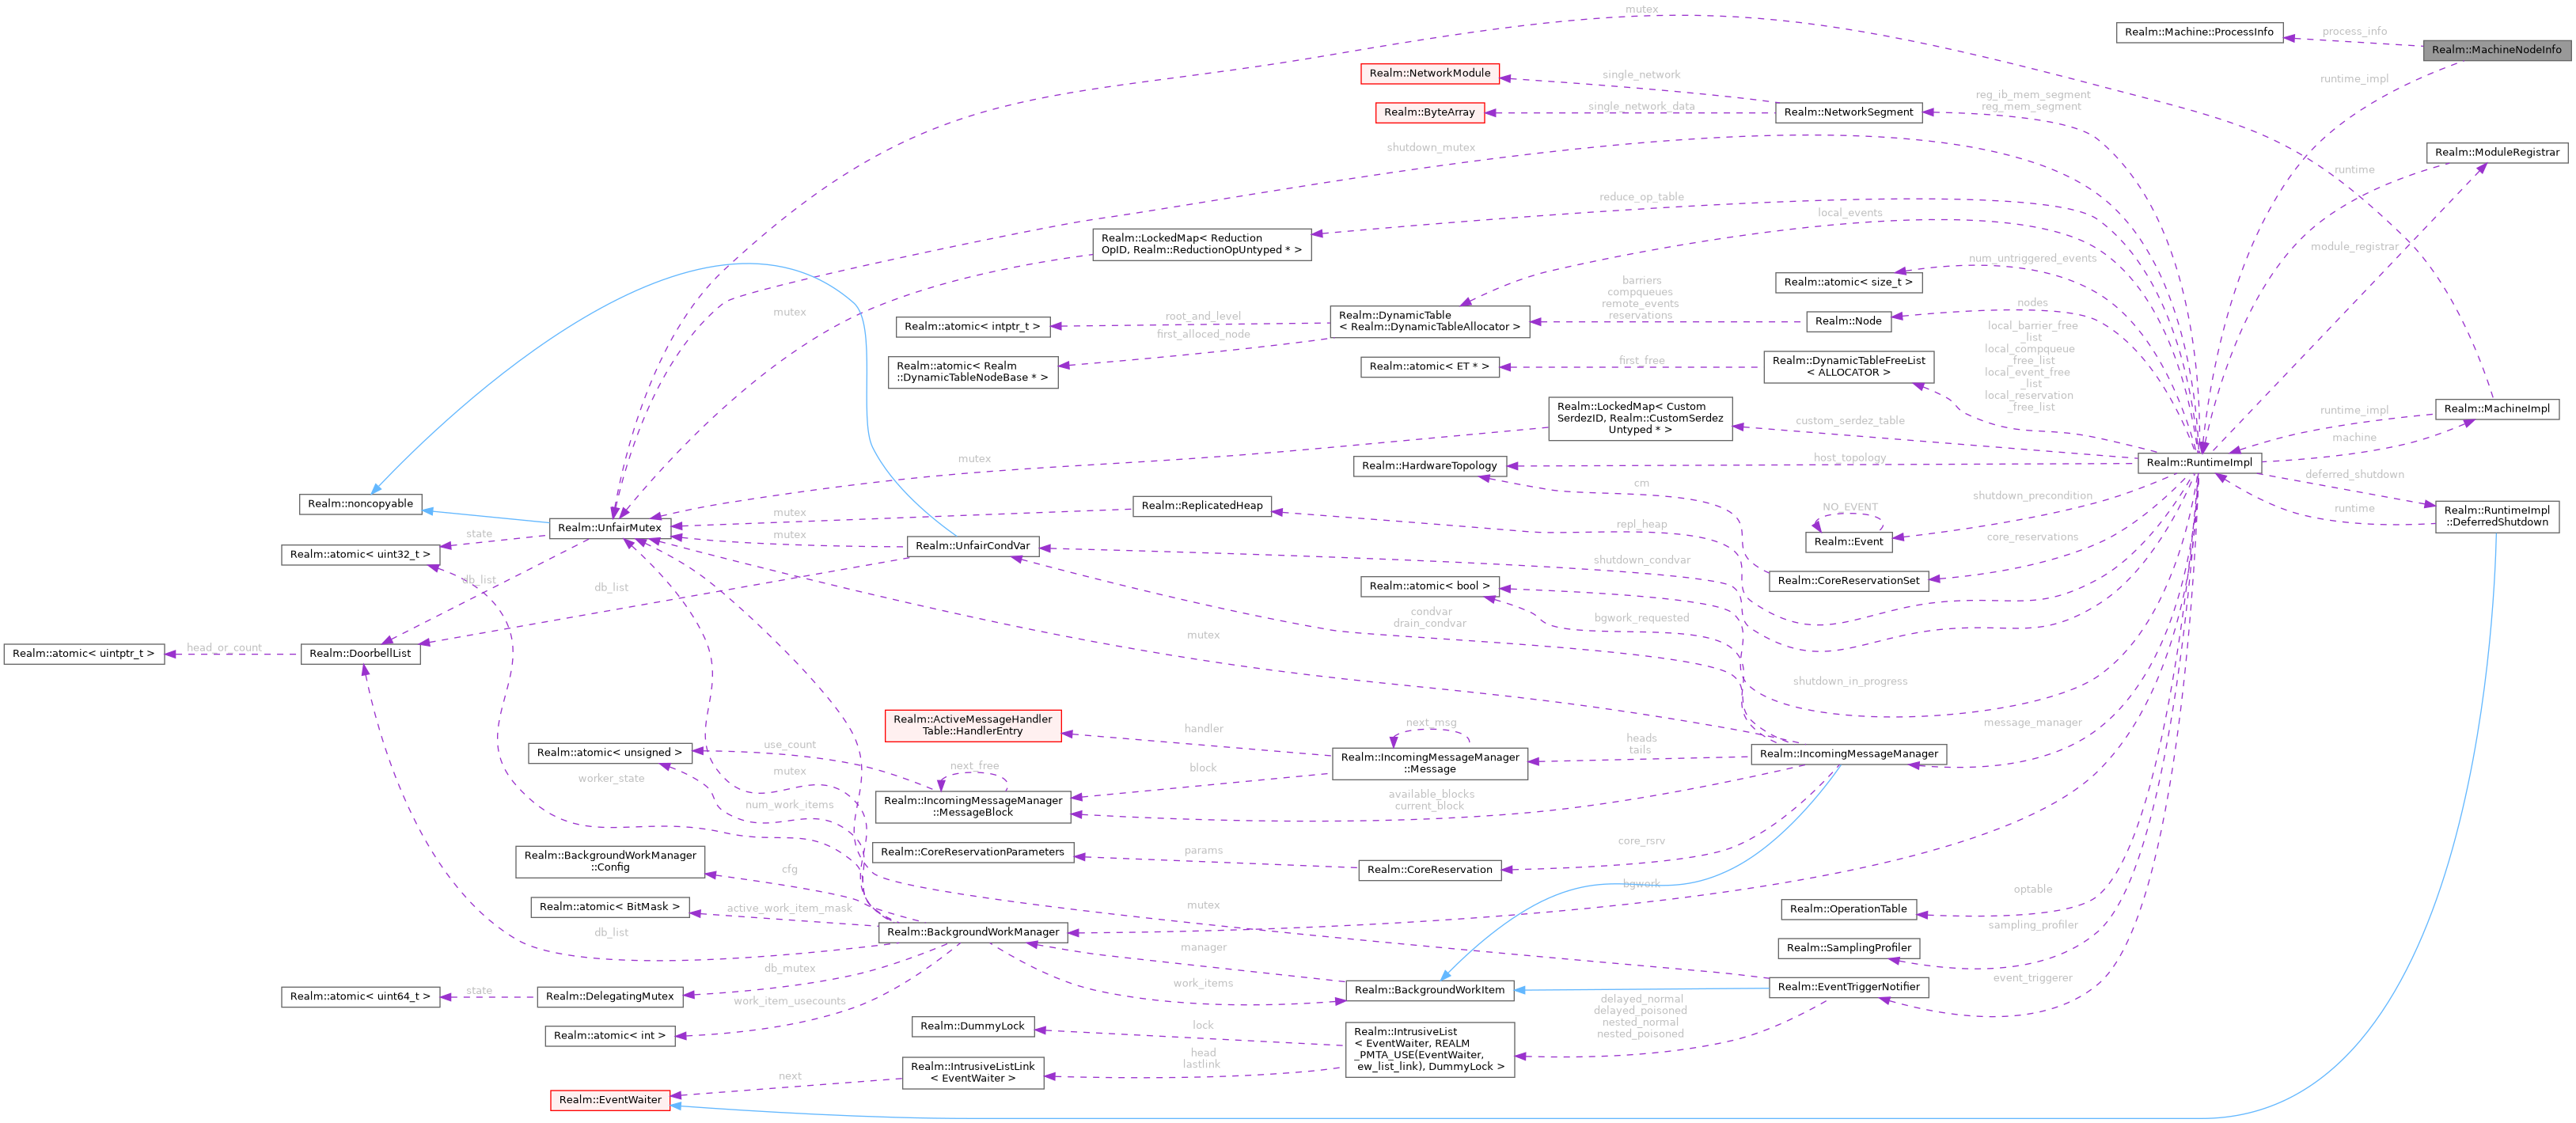 mutex
Realm::Machine::ProcessInfo
process_info
Realm::MachineNodeInfo
Realm::NetworkModule
single_network
runtime_impl
Realm::ByteArray
single_network_data
Realm::NetworkSegment
reg_ib_mem_segment
reg_mem_segment
shutdown_mutex
Realm::ModuleRegistrar
runtime
reduce_op_table
local_events
Realm::LockedMap< Reduction
OpID, Realm::ReductionOpUntyped * >
module_registrar
num_untriggered_events
Realm::atomic< size_t >
barriers
compqueues
remote_events
reservations
nodes
mutex
Realm::atomic< intptr_t >
root_and_level
first_alloced_node
Realm::DynamicTable
< Realm::DynamicTableAllocator >
Realm::Node
local_barrier_free
_list
local_compqueue
_free_list
local_event_free
_list
local_reservation
_free_list
Realm::atomic< Realm
::DynamicTableNodeBase * >
Realm::atomic< ET * >
first_free
Realm::DynamicTableFreeList
< ALLOCATOR >
Realm::LockedMap< Custom
SerdezID, Realm::CustomSerdez
Untyped * >
custom_serdez_table
runtime_impl
Realm::MachineImpl
machine
mutex
Realm::HardwareTopology
host_topology
Realm::RuntimeImpl
deferred_shutdown
cm
shutdown_precondition
Realm::noncopyable
Realm::UnfairMutex
mutex
Realm::ReplicatedHeap
NO_EVENT
runtime
Realm::RuntimeImpl
::DeferredShutdown
repl_heap
state
mutex
Realm::Event
core_reservations
Realm::atomic< uint32_t >
Realm::UnfairCondVar
shutdown_condvar
db_list
db_list
Realm::atomic< bool >
Realm::CoreReservationSet
condvar
drain_condvar
bgwork_requested
mutex
Realm::atomic< uintptr_t >
head_or_count
Realm::DoorbellList
shutdown_in_progress
Realm::ActiveMessageHandler
Table::HandlerEntry
handler
next_msg
heads
tails
message_manager
Realm::atomic< unsigned >
use_count
Realm::IncomingMessageManager
::Message
Realm::IncomingMessageManager
worker_state
mutex
next_free
block
num_work_items
Realm::IncomingMessageManager
::MessageBlock
available_blocks
current_block
core_rsrv
Realm::BackgroundWorkManager
::Config
cfg
Realm::CoreReservationParameters
params
Realm::CoreReservation
bgwork
optable
Realm::atomic< BitMask >
active_work_item_mask
mutex
Realm::OperationTable
sampling_profiler
db_list
Realm::BackgroundWorkManager
manager
Realm::SamplingProfiler
db_mutex
work_items
Realm::BackgroundWorkItem
Realm::EventTriggerNotifier
event_triggerer
Realm::atomic< uint64_t >
state
Realm::DelegatingMutex
work_item_usecounts
delayed_normal
delayed_poisoned
nested_normal
nested_poisoned
Realm::atomic< int >
Realm::DummyLock
lock
Realm::IntrusiveList
< EventWaiter, REALM
_PMTA_USE(EventWaiter,
ew_list_link), DummyLock >
head
lastlink
Realm::IntrusiveListLink
< EventWaiter >
next
Realm::EventWaiter